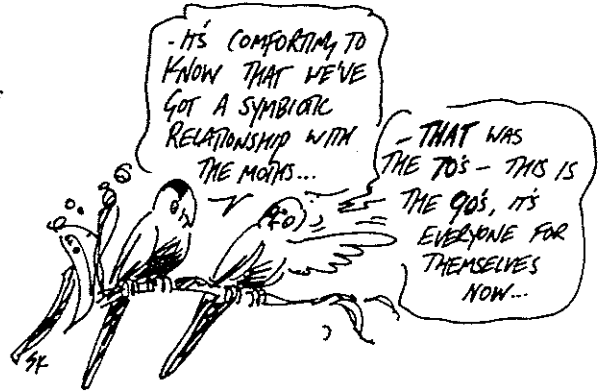 - IT'S COMFORTING TO
KNOW THAT WE'VE
GOT A SYMBIOTIC
RELATIONSHIP WITH
THE MOTHS...
- THAT WAS
THE 70'S - THIS IS
THE 90'S, IT'S
EVERYONE FOR
THEMSELVES
NOW...
SK